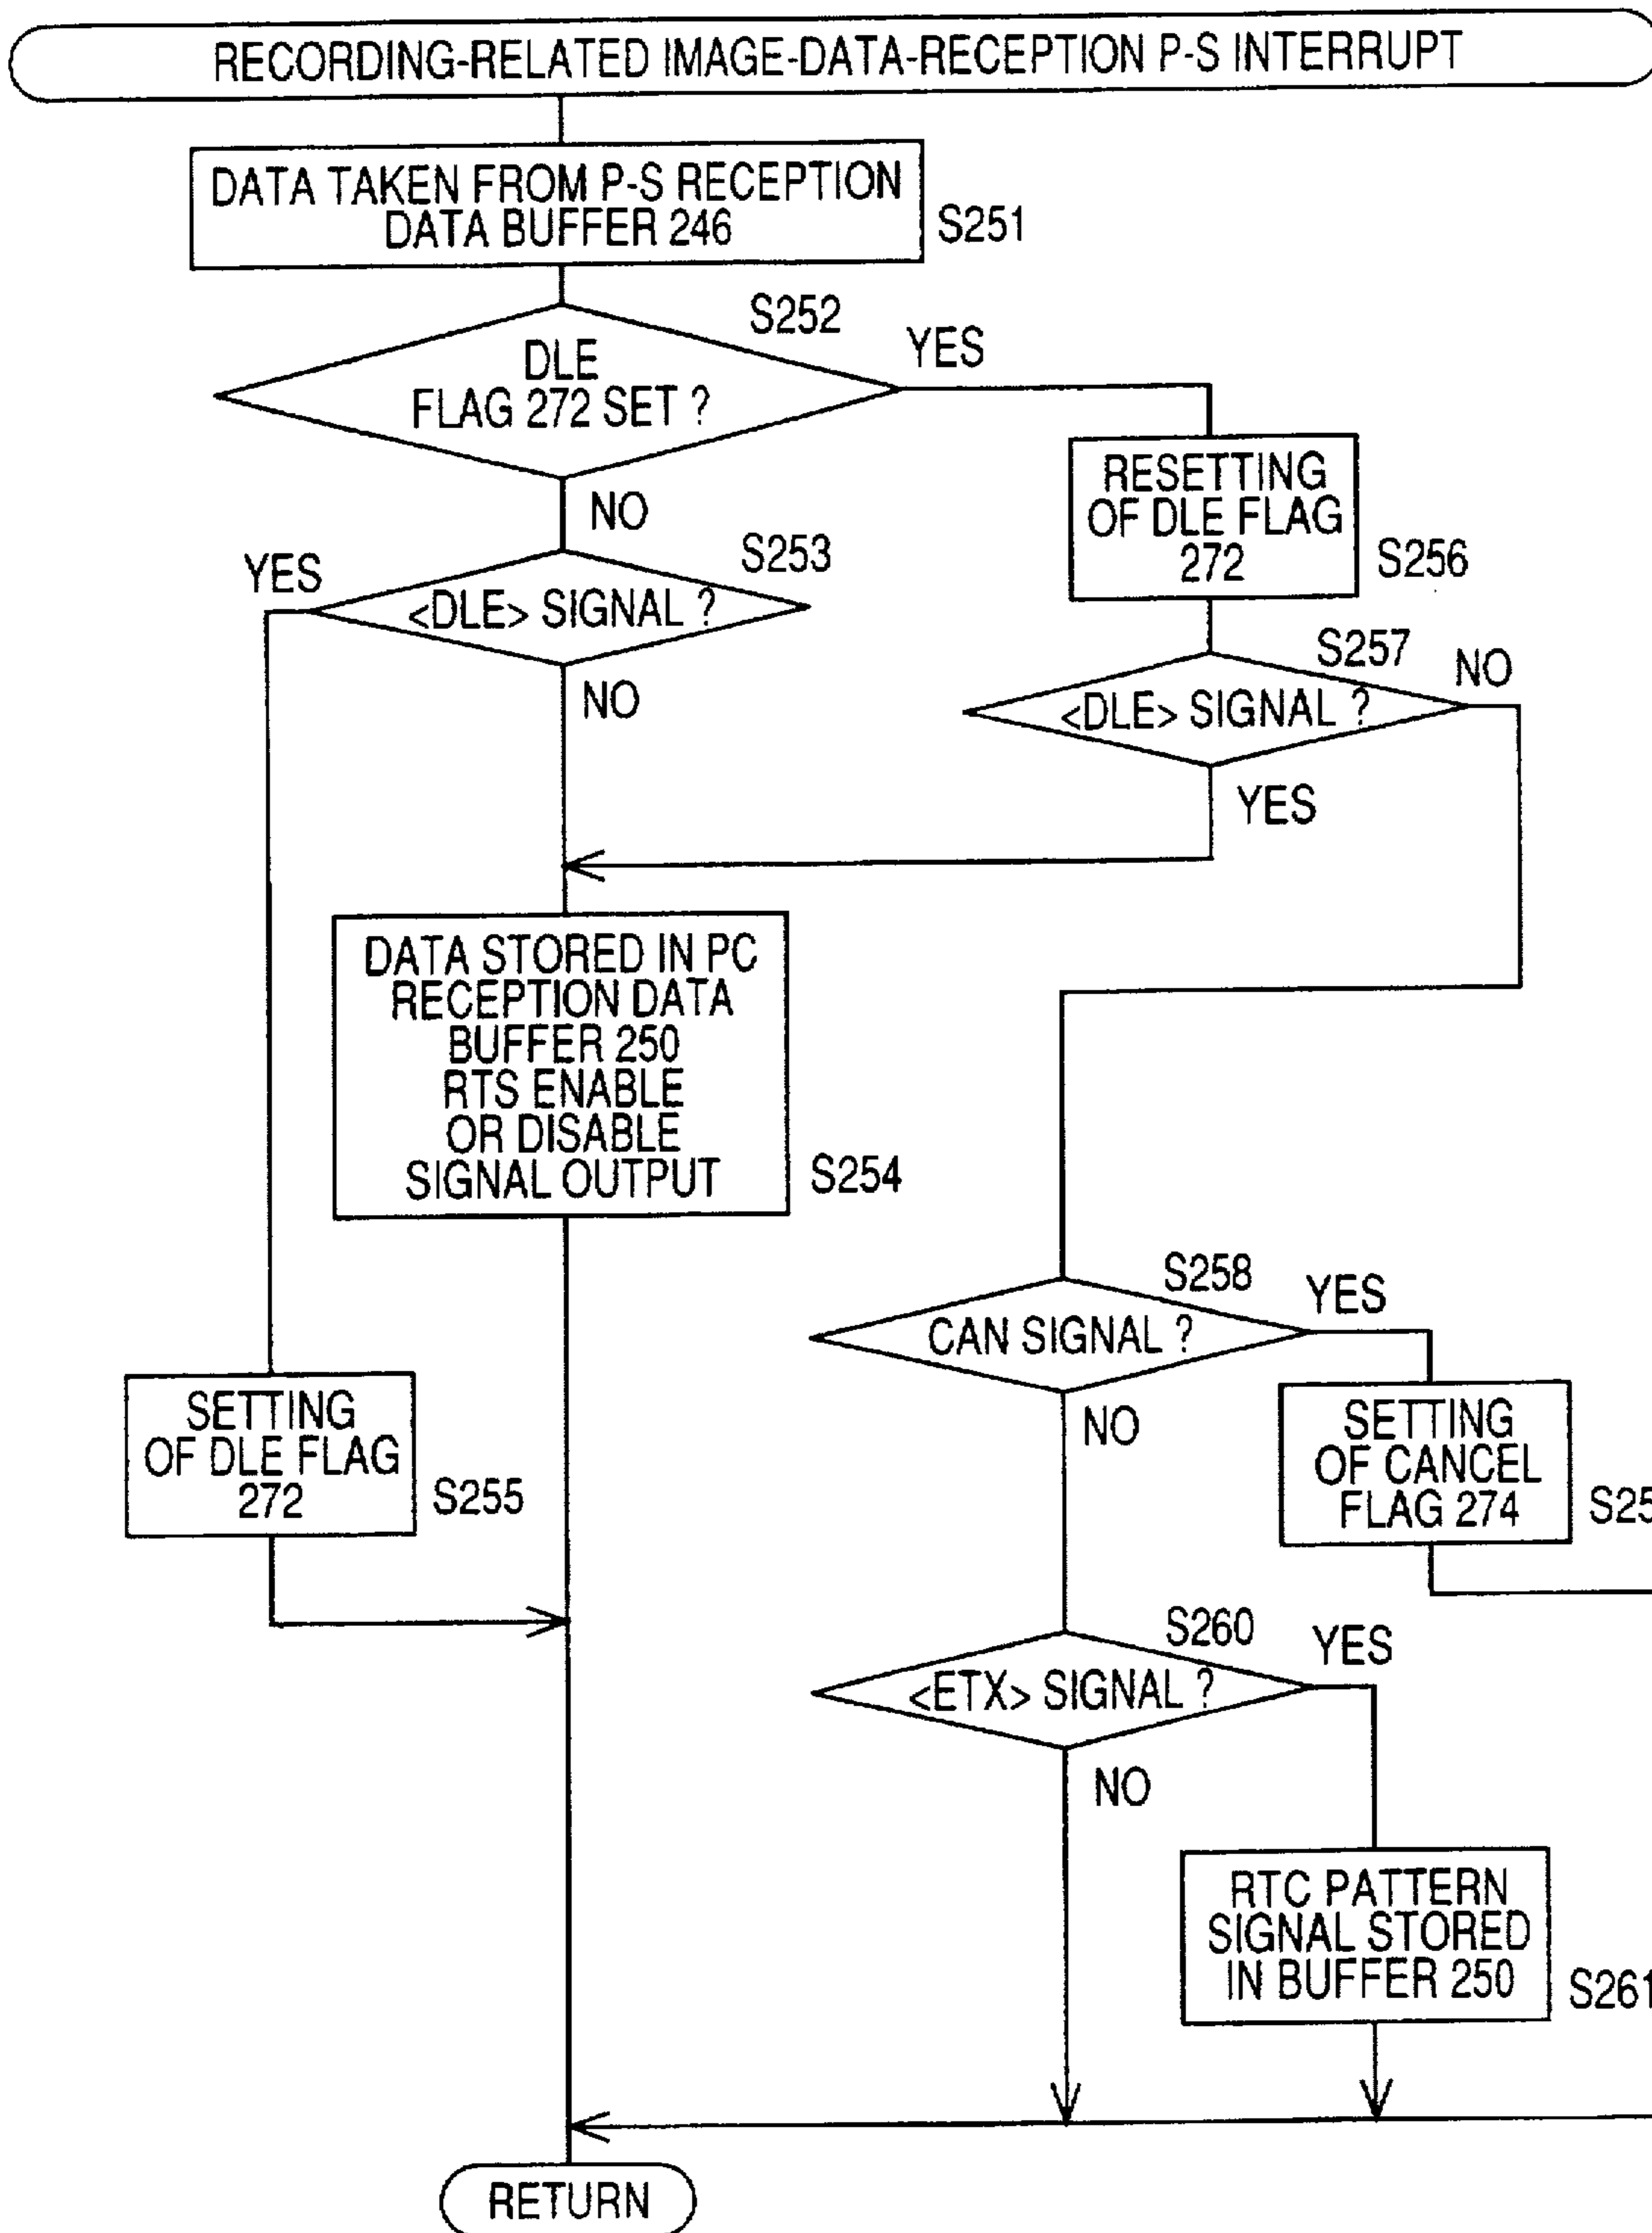 RECORDING-RELATED IMAGE-DATA-RECEPTION P-S INTERRUPT
DATA TAKEN FROM P-S RECEPTION
DATA BUFFER 246
S251
S252
DLE
FLAG 272 SET ?
YES
NO
RESETTING
OF DLE FLAG
272
S256
S253
YES
<DLE> SIGNAL ?
NO
S257
NO
<DLE> SIGNAL ?
YES
DATA STORED IN PC
RECEPTION DATA
BUFFER 250
RTS ENABLE
OR DISABLE
SIGNAL OUTPUT
S254
S258
YES
CAN SIGNAL ?
NO
SETTING
OF DLE FLAG
272
S255
SETTING
OF CANCEL
FLAG 274
S25
S260
YES
<ETX> SIGNAL ?
NO
RTC PATTERN
SIGNAL STORED
IN BUFFER 250
S261
RETURN